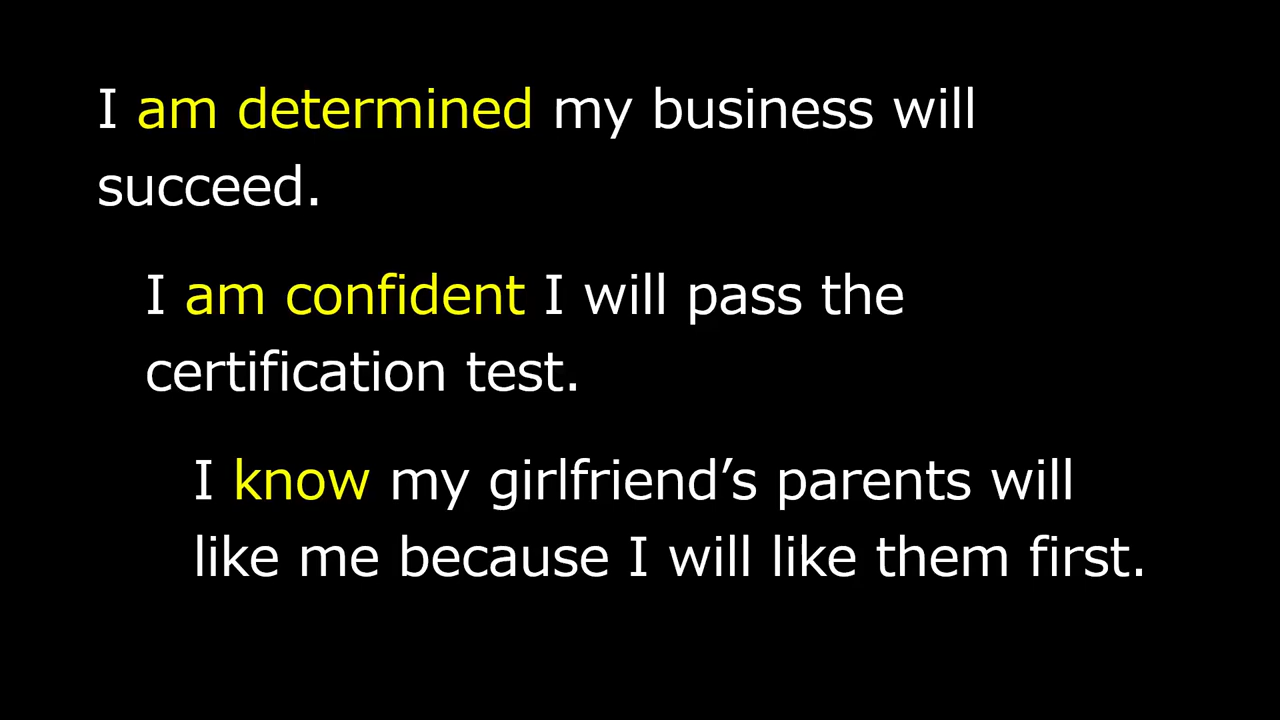 I am determined my business will
succeed.
I am confident I will pass the
certification test.
I know my girlfriend’s parents will
like me because I will like them first.